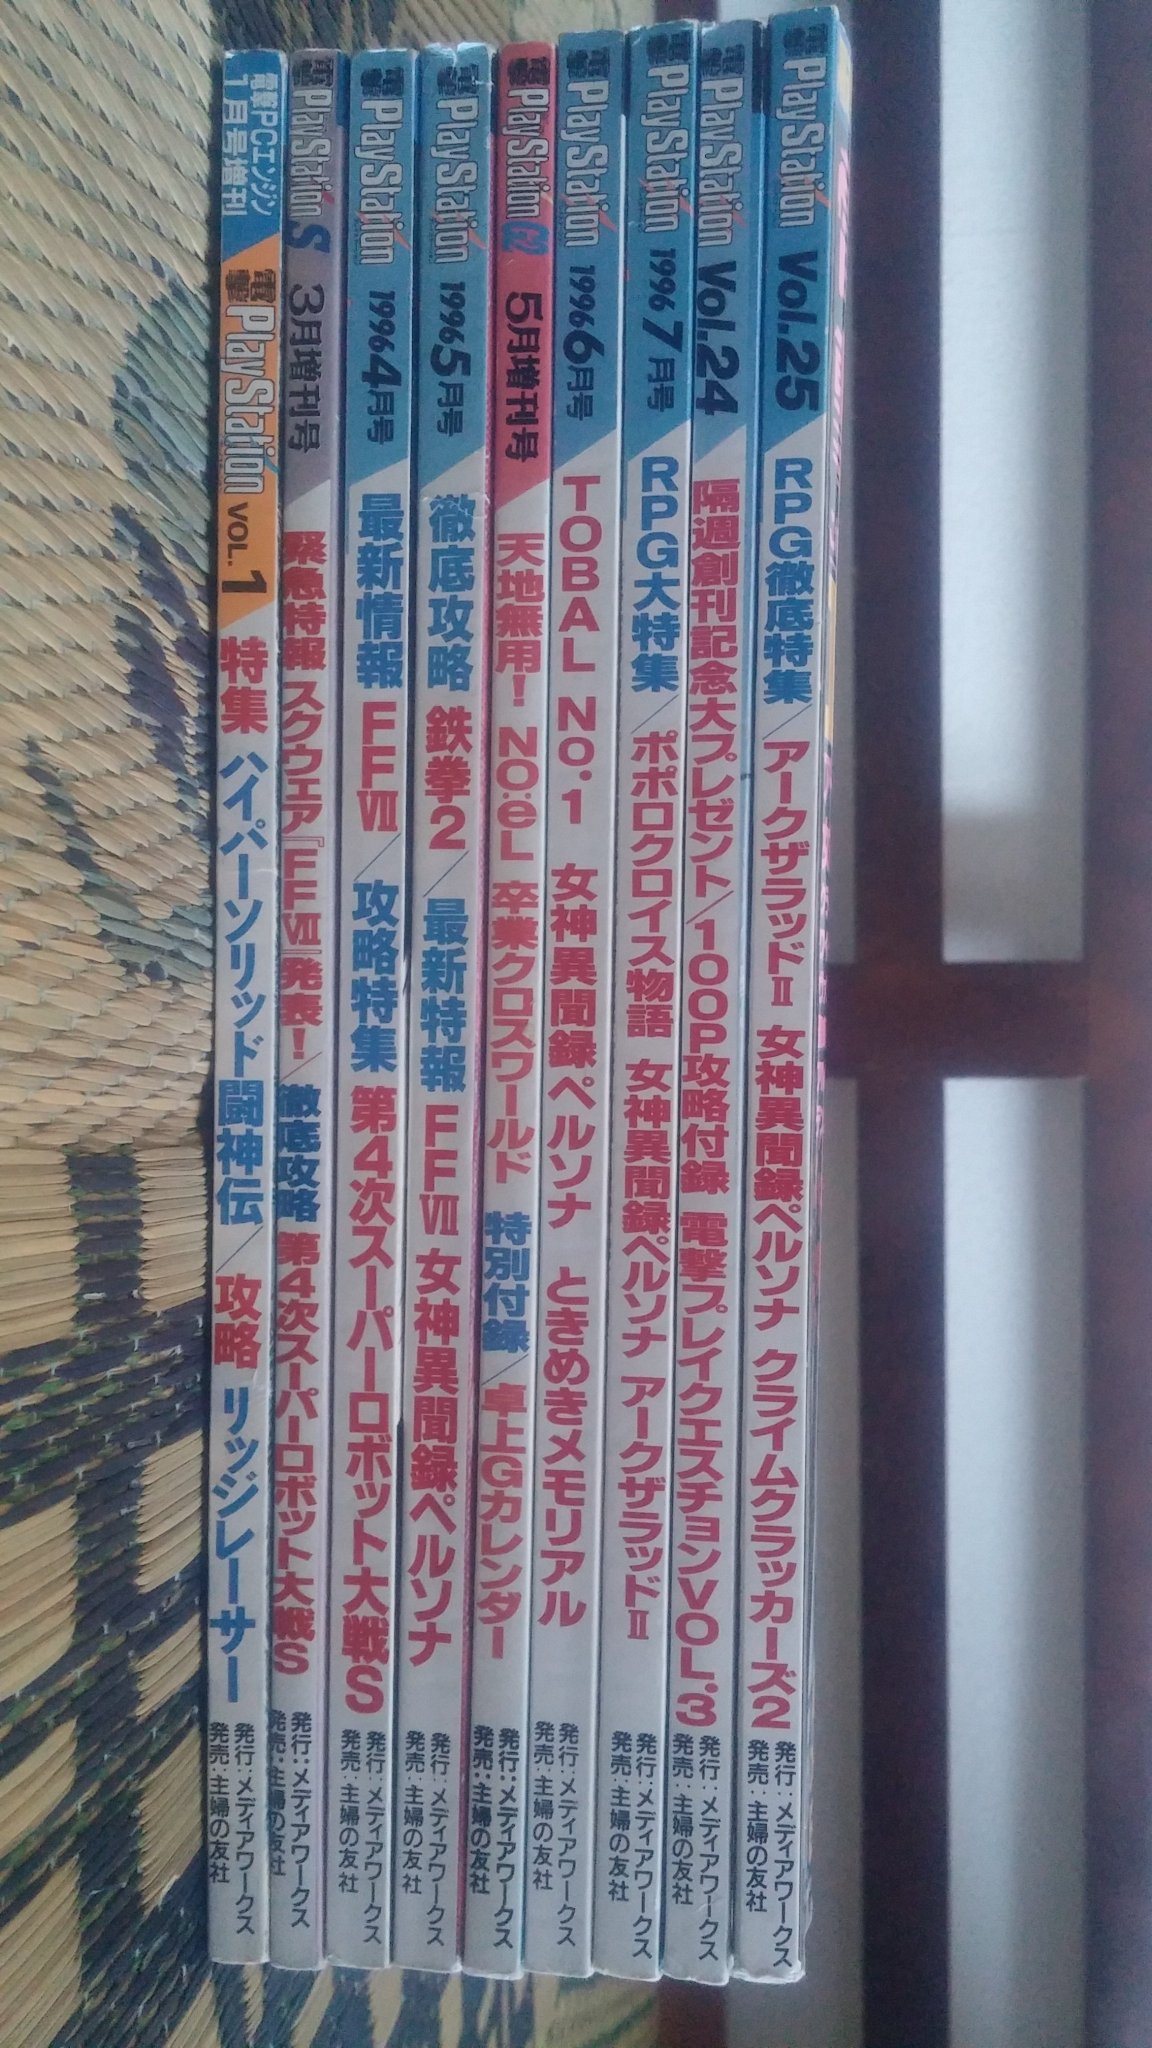 電撃PCエンジン
1月号増刊
電撃PlayStation VOL.1
特集 ハイパーソリッド闘神伝／攻略 リッジレーサー
発行：メディアワークス
発売：主婦の友社
電撃PlayStation S 3月増刊号
緊急特報 スクウェア『FFⅦ』発表！／徹底攻略 第4次スーパーロボット大戦S
発行：メディアワークス
発売：主婦の友社
電撃PlayStation 1996 4月号
最新情報 FFⅦ／攻略特集 第4次スーパーロボット大戦S
発行：メディアワークス
発売：主婦の友社
電撃PlayStation 1996 5月号
徹底攻略 鉄拳2／最新特報 FFⅦ 女神異聞録ペルソナ
発行：メディアワークス
発売：主婦の友社
電撃PlayStation 5月増刊号
天地無用！ NO.eL 卒業クロスワールド 特別付録／卓上Gカレンダー
発行：メディアワークス
発売：主婦の友社
電撃PlayStation 1996 6月号
TOBAL No.1 女神異聞録ペルソナ ときめきメモリアル
発行：メディアワークス
発売：主婦の友社
電撃PlayStation 1996 7月号
RPG大特集／ポポロクロイス物語 女神異聞録ペルソナ アークザラッドⅡ
発行：メディアワークス
発売：主婦の友社
電撃PlayStation Vol.24
隔週創刊記念大プレゼント／100P攻略付録 電撃プレイクエスチョンVOL.3
発行：メディアワークス
発売：主婦の友社
電撃PlayStation Vol.25
RPG徹底特集／アークザラッドⅡ 女神異聞録ペルソナ クライムクラッカーズ2
発行：メディアワークス
発売：主婦の友社